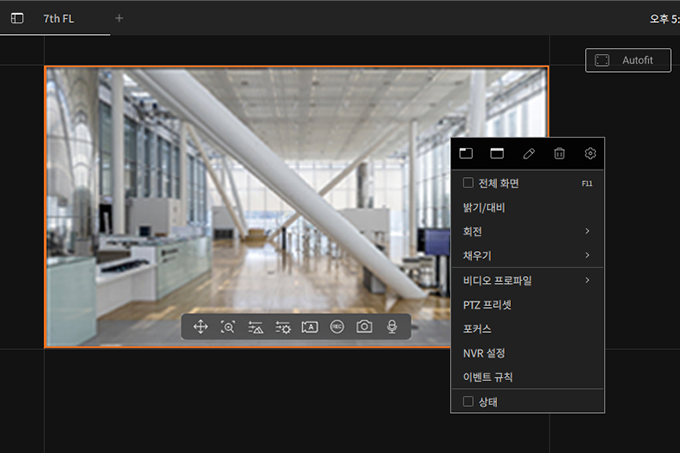 7th FL
오후 5:
Autofit
전체 화면 F11
밝기/대비
회전
채우기
비디오 프로파일
PTZ 프리셋
포커스
NVR 설정
이벤트 규칙
상태
A
REC